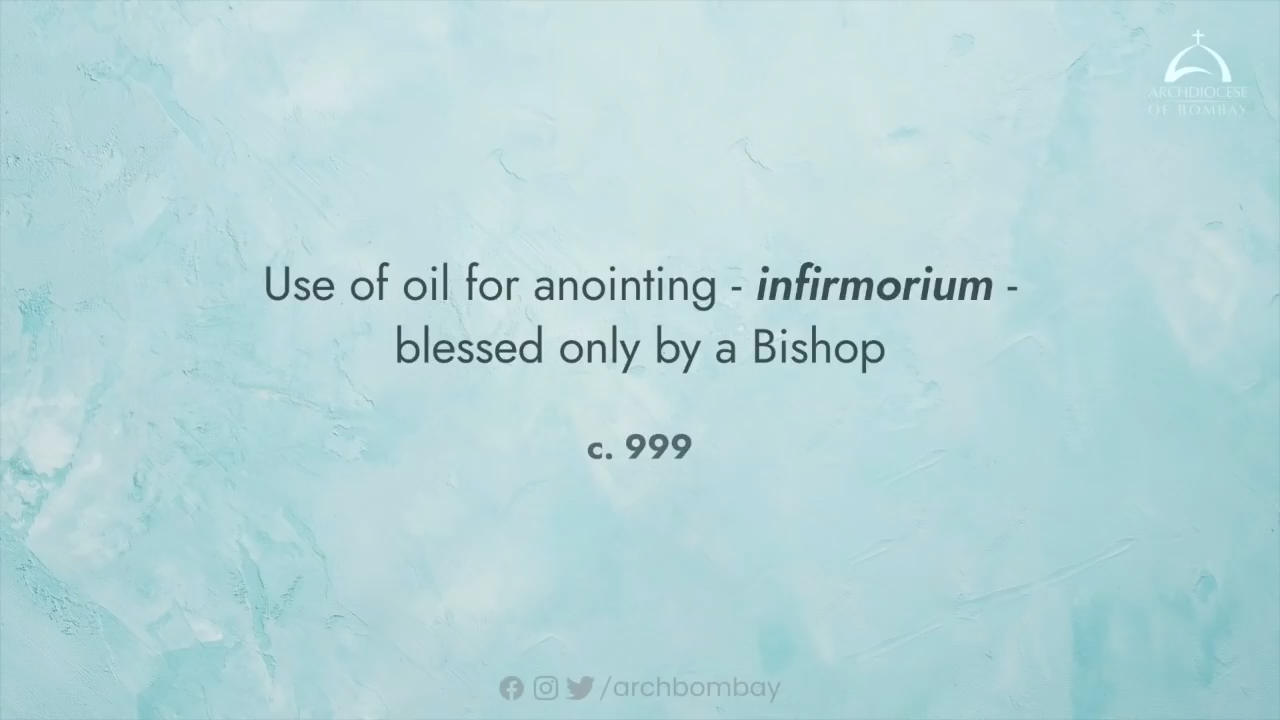 ARCHDIOCESE
OF BOMBAY
Use of oil for anointing - infirmorium -
blessed only by a Bishop
c. 999
/archbombay